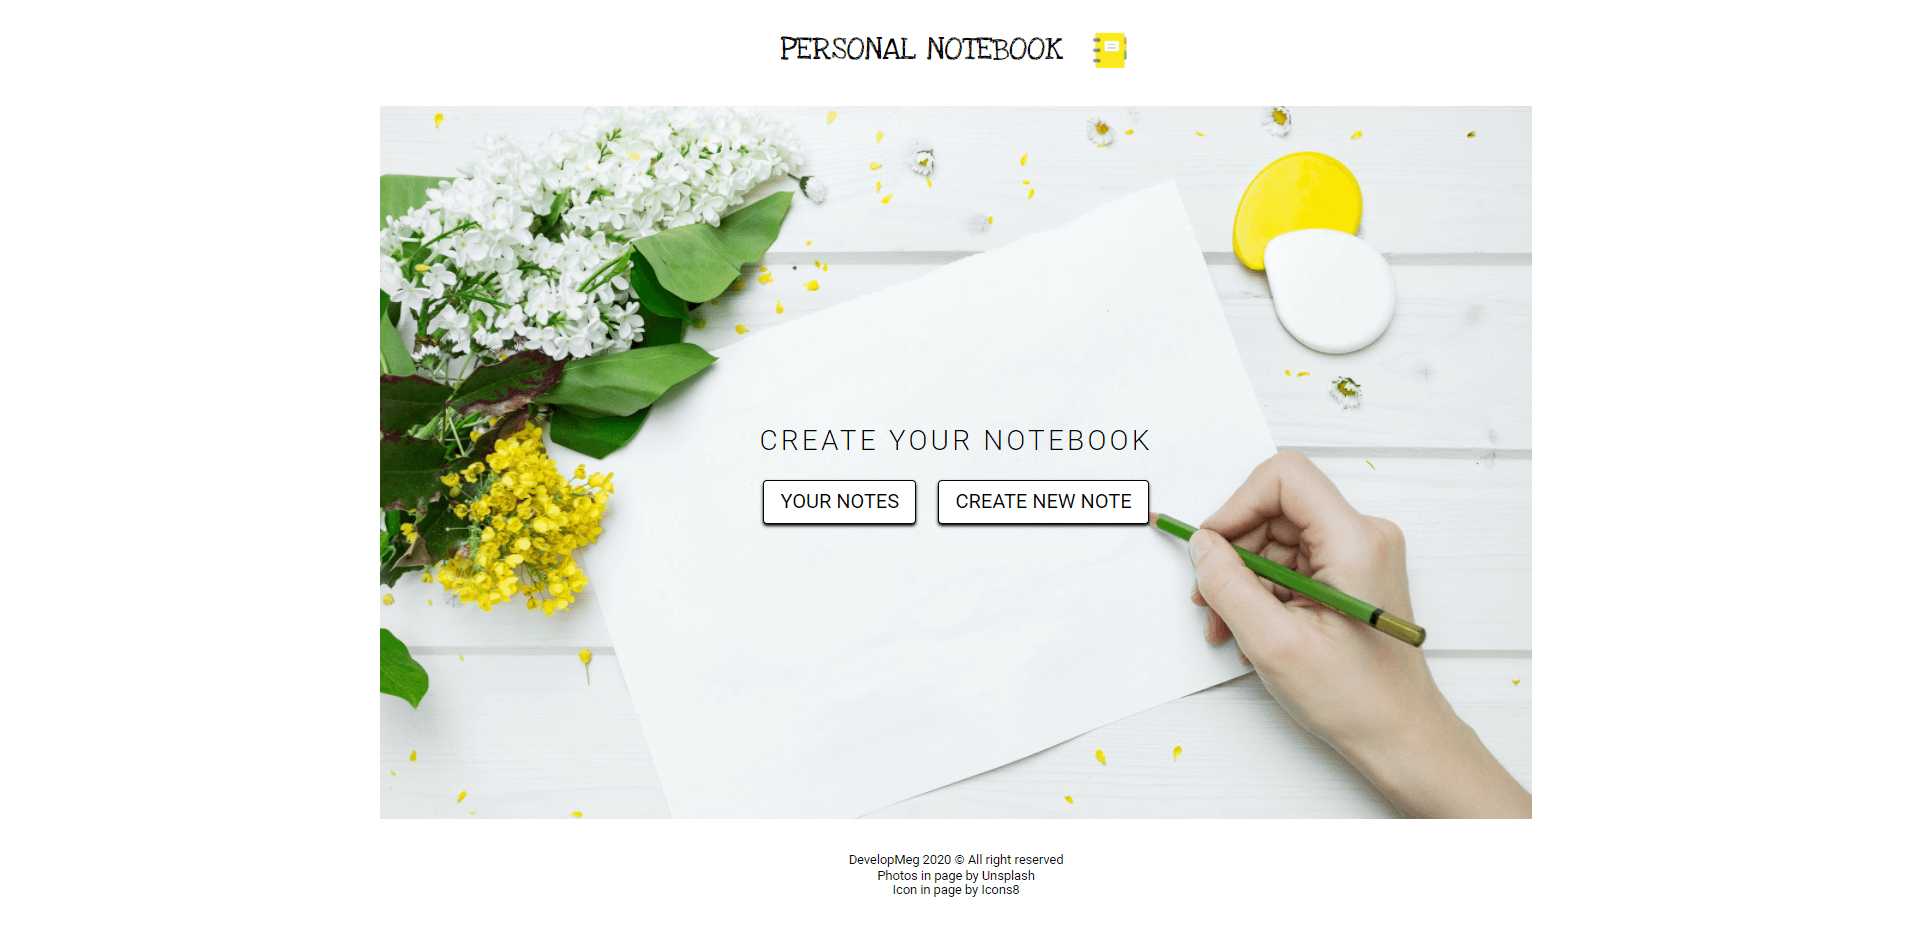 PERSONAL NOTEBOOK
CREATE YOUR NOTEBOOK
YOUR NOTES
CREATE NEW NOTE
DevelopMeg 2020 © All right reserved
Photos in page by Unsplash
Icon in page by Icons8